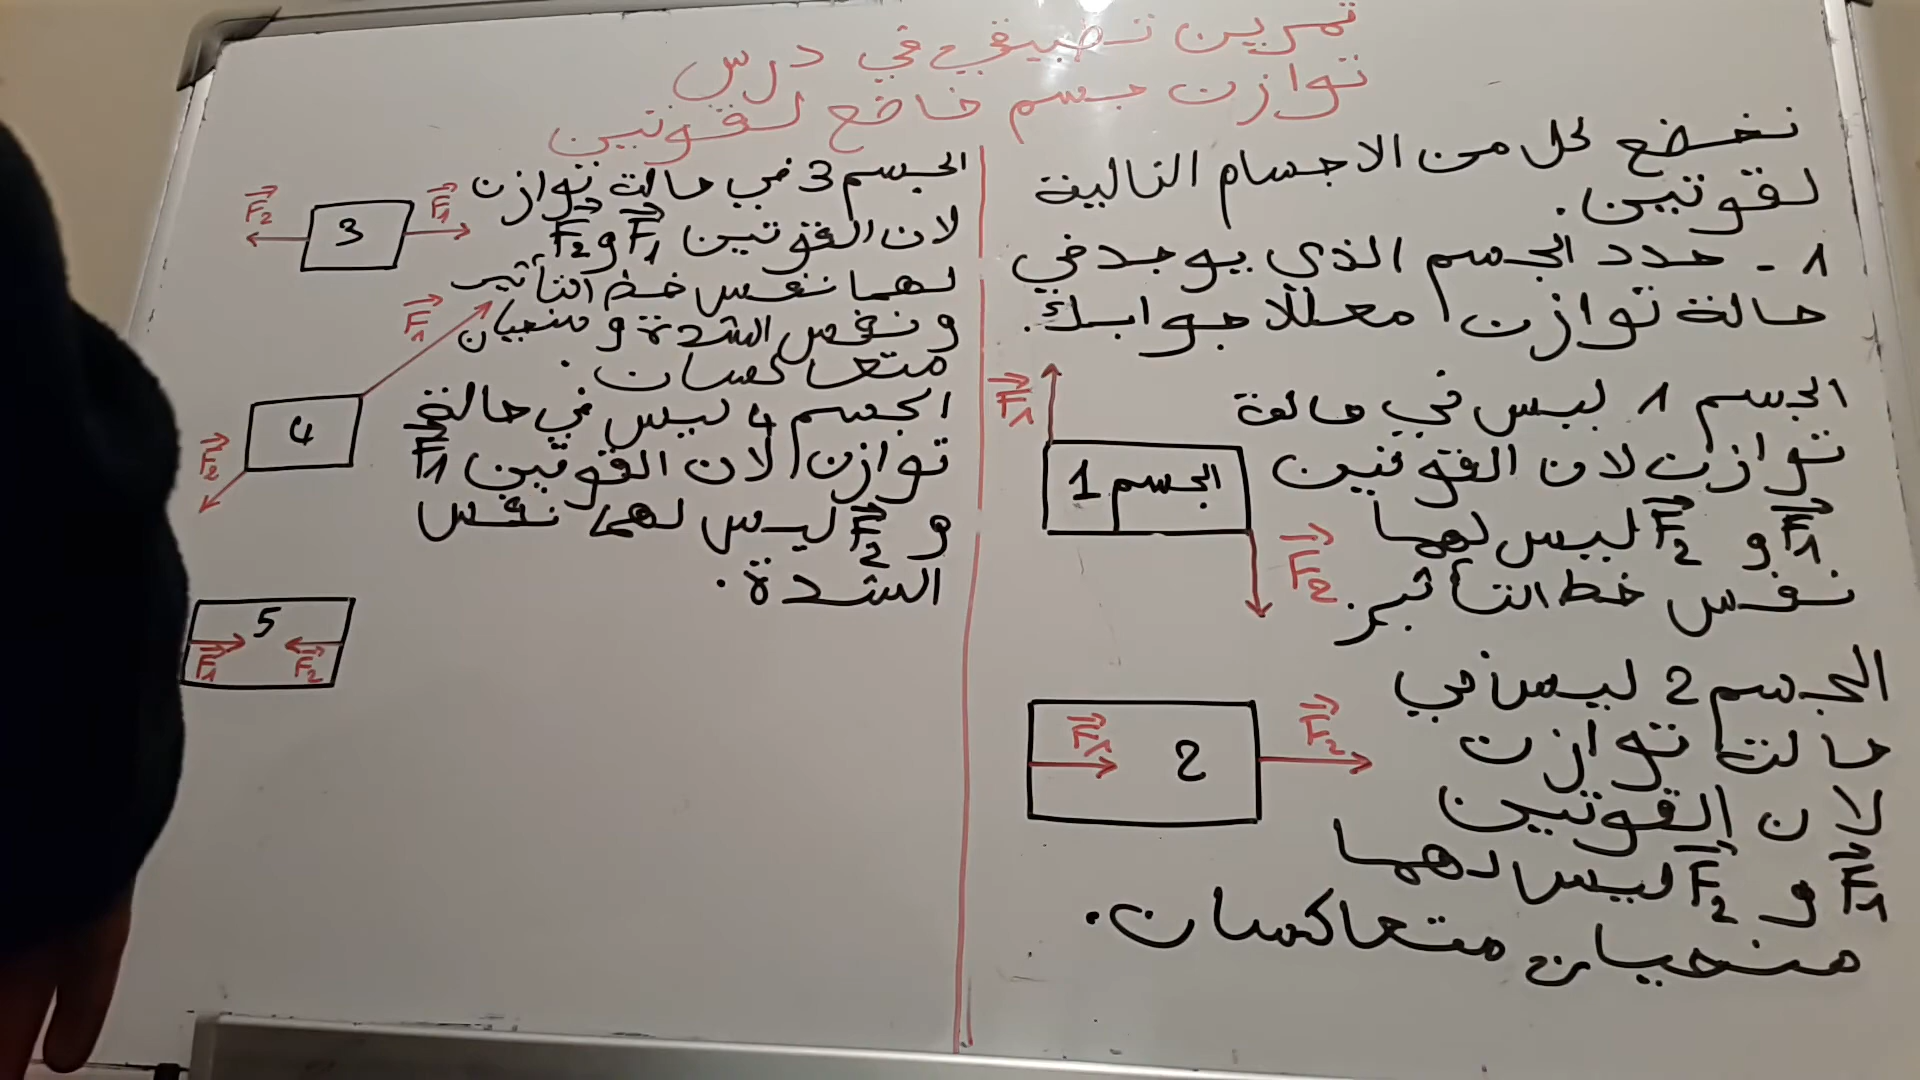 تمرين تطبيقي في درس
توازن جسم خاضع لقوتين
نخضع كل من الاجسام التالية
لقوتين.
1 - حدد الجسم الذي يوجد في
حالة توازن معللا جوابك.
الجسم 1 ليس في حالة
توازن لان القوتين
F1 و F2 ليس لهما
نفس خط التأثير.
F1
الجسم 1
F2
الجسم 2 ليس في
حالت توازن
لان القوتين
F1 و F2 ليس لهما
منحيان متعاكسان.
F1
2
F2
الجسم 3 في حالت توازن
لان القوتين F1 و F2
لهما نفس خط التأثير
ونفس الشدة و منحيان
متعاكسان.
F2
3
F1
الجسم 4 ليس في حالة
توازن لان القوتين F1
و F2 ليس لهما نفس
الشدة.
F1
4
F2
5
F1
F2